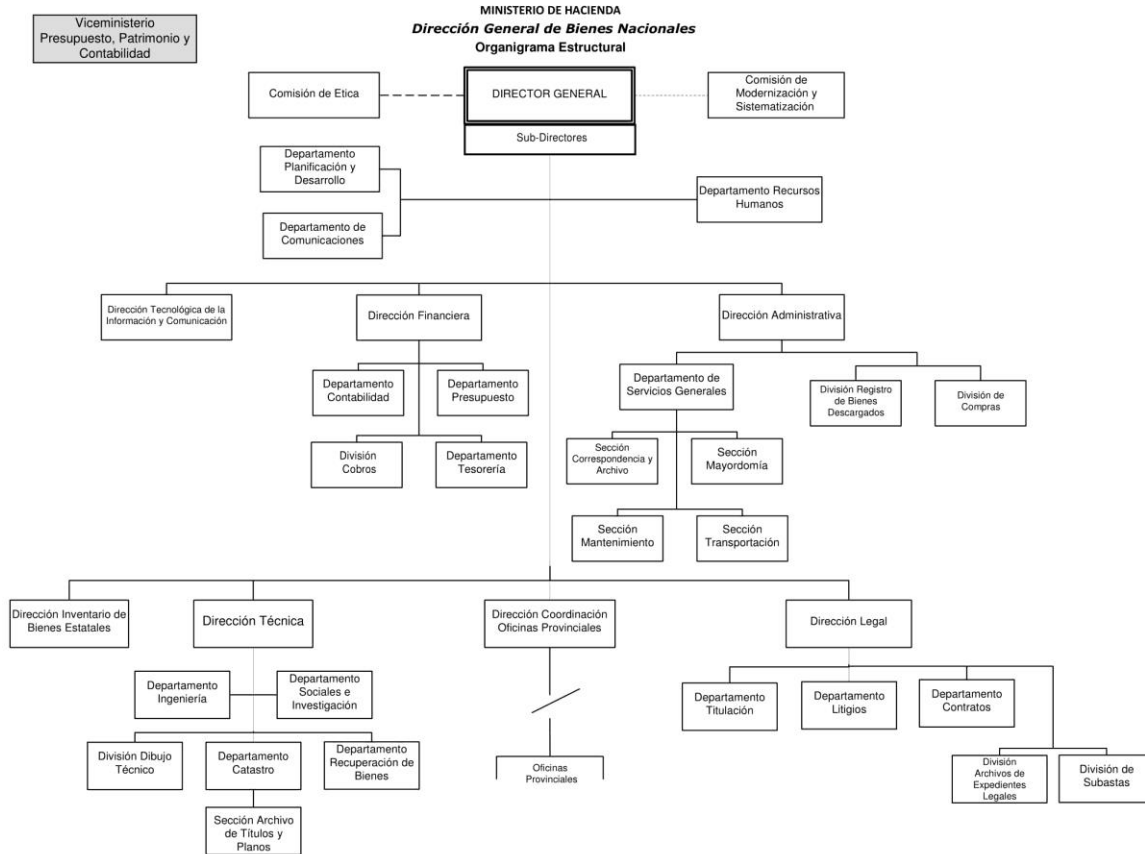 MINISTERIO DE HACIENDA
Dirección General de Bienes Nacionales
Organigrama Estructural
Viceministerio
Presupuesto, Patrimonio y
Contabilidad
Comisión de Etica
DIRECTOR GENERAL
Comisión de
Modernización y
Sistematización
Sub-Directores
Departamento
Planificación y
Desarrollo
Departamento Recursos
Humanos
Departamento de
Comunicaciones
Dirección Tecnológica de la
Información y Comunicación
Dirección Financiera
Dirección Administrativa
Departamento
Contabilidad
Departamento
Presupuesto
Departamento de
Servicios Generales
División Registro
de Bienes
Descargados
División de
Compras
División
Cobros
Departamento
Tesorería
Sección
Correspondencia y
Archivo
Sección
Mayordomía
Sección
Mantenimiento
Sección
Transportación
Dirección Inventario de
Bienes Estatales
Dirección Técnica
Dirección Coordinación
Oficinas Provinciales
Dirección Legal
Departamento
Ingeniería
Departamento
Sociales e
Investigación
Departamento
Titulación
Departamento
Litigios
Departamento
Contratos
División Dibujo
Técnico
Departamento
Catastro
Departamento
Recuperación de
Bienes
Oficinas
Provinciales
División
Archivos de
Expedientes
Legales
División de
Subastas
Sección Archivo
de Títulos y
Planos